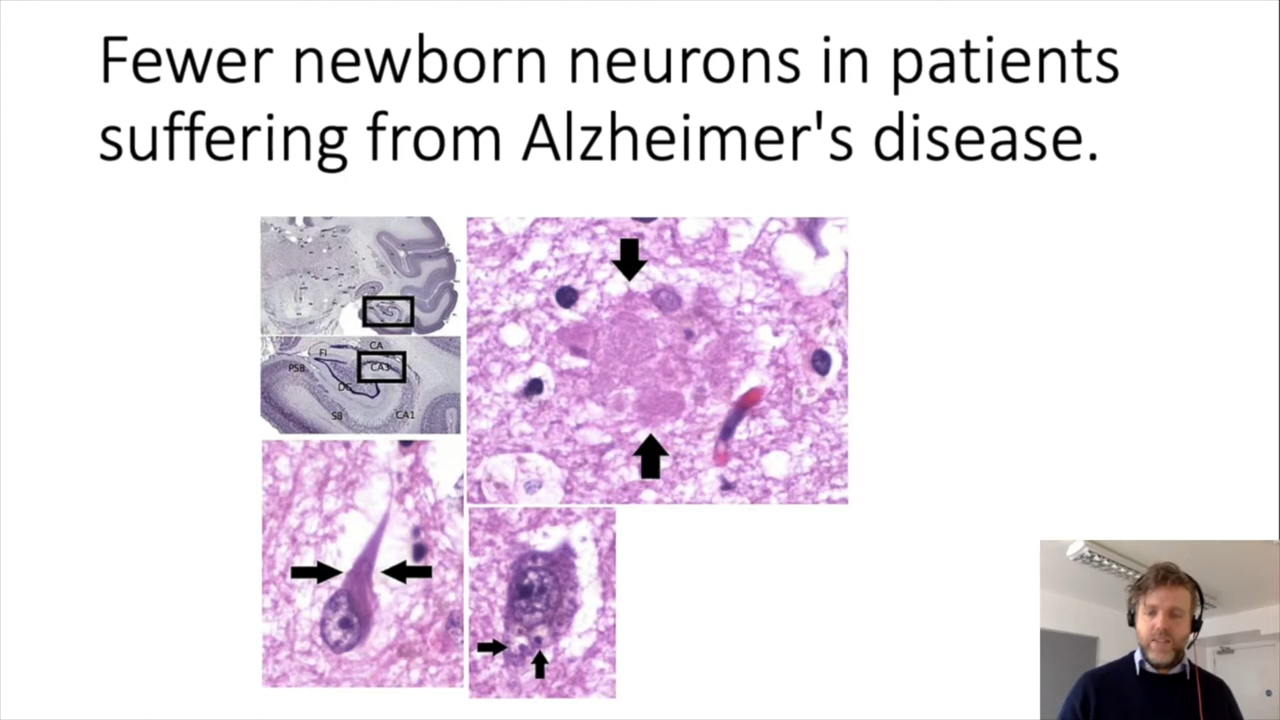 Fewer newborn neurons in patients
suffering from Alzheimer's disease.
CA
FI
CA3
PSB
DG
SB
CA1